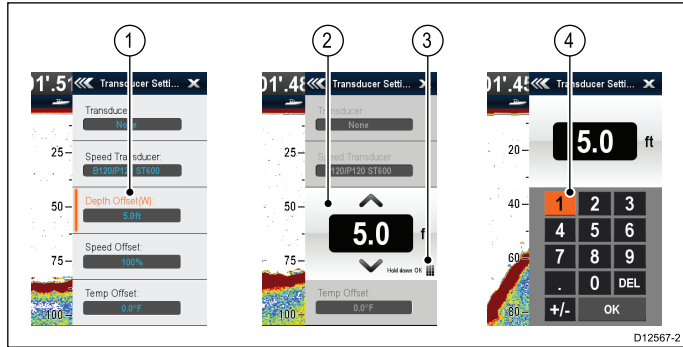 1
2
3
4
01'.51
Transducer Setti...
X
Transduce
None
Speed Transducer:
B120/P120 ST600
Depth Offset(W):
5.0ft
Speed Offset:
100%
Temp Offset:
0.0°F
25
50
75
100
01'.48
Transducer Setti...
X
Transducer:
None
Speed Transducer:
B120/P120 ST600
5.0
f
Hold down OK
Temp Offset:
0.0°F
25
50
75
100
01'.45
Transducer Setti...
X
5.0 ft
1 2 3
4 5 6
7 8 9
. 0 DEL
+/- OK
20
40
60
80
D12567-2